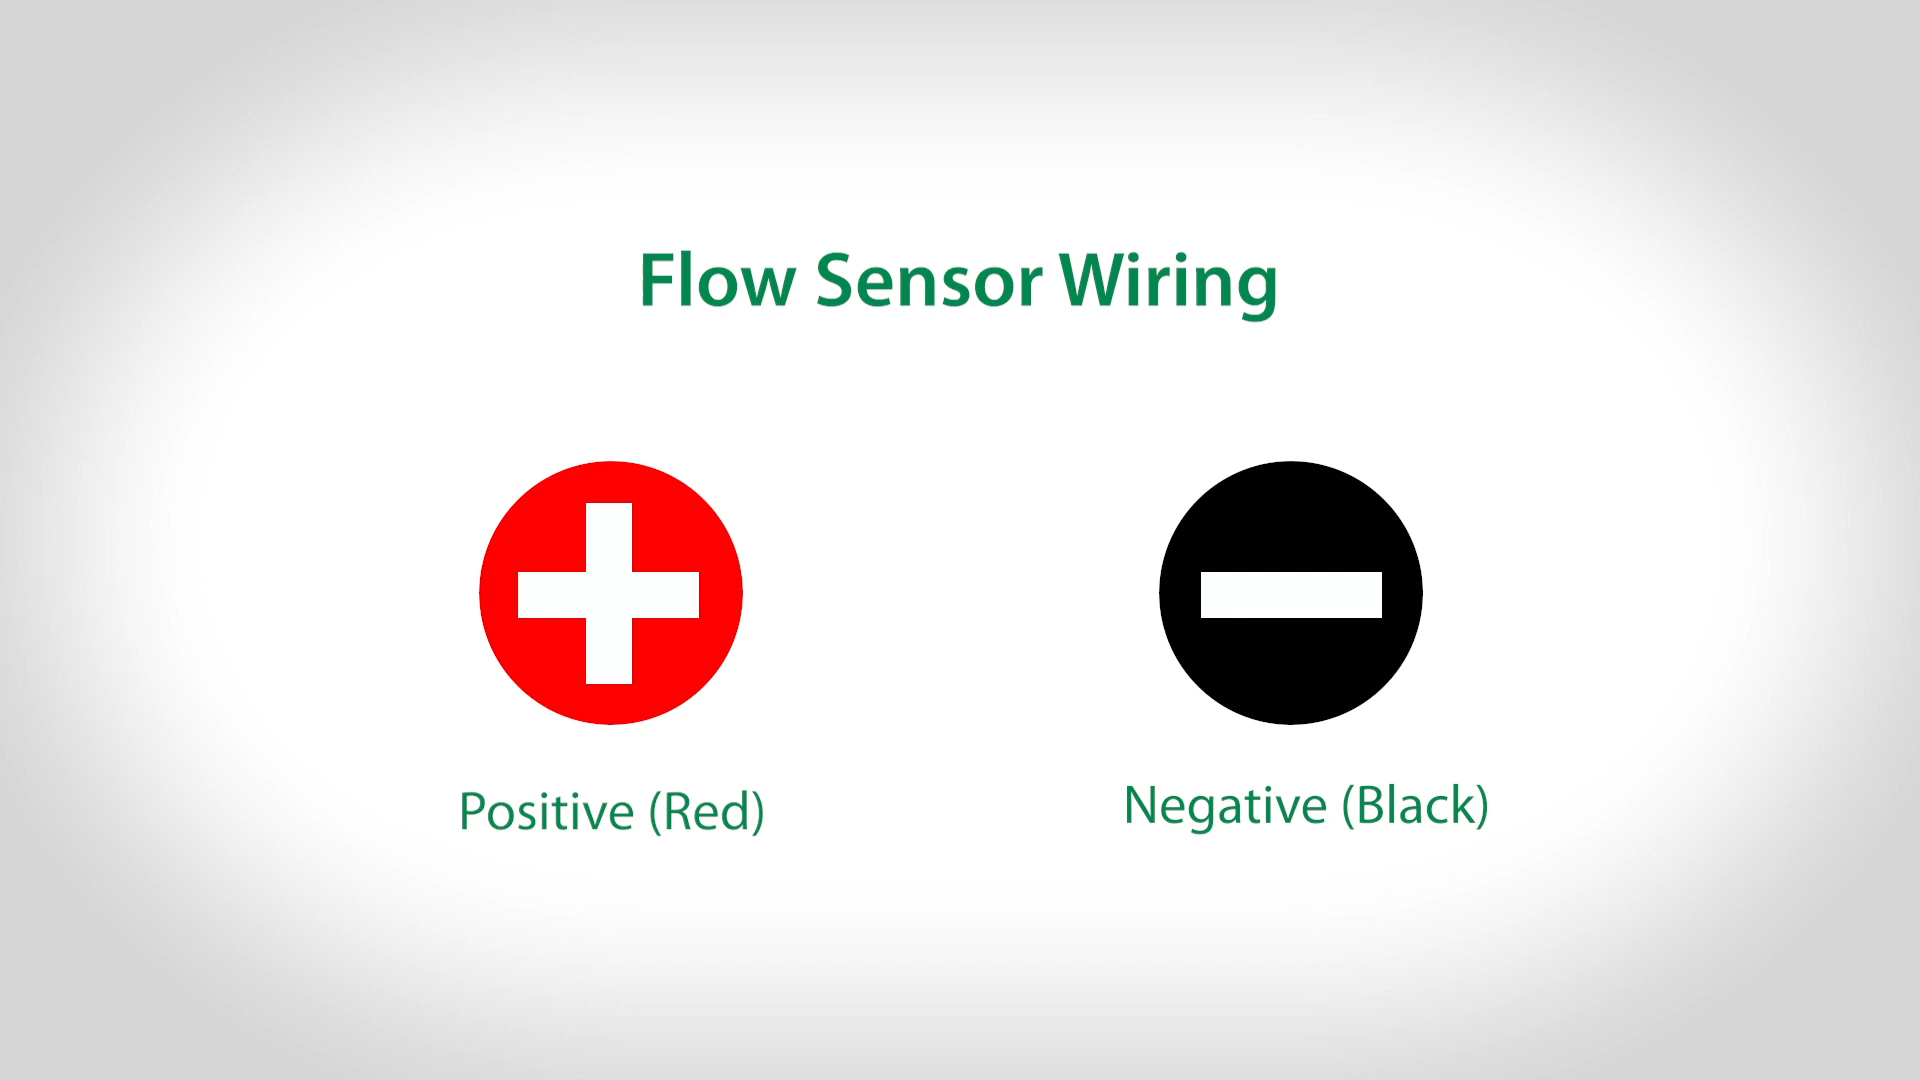 Flow Sensor Wiring
Positive (Red)
Negative (Black)